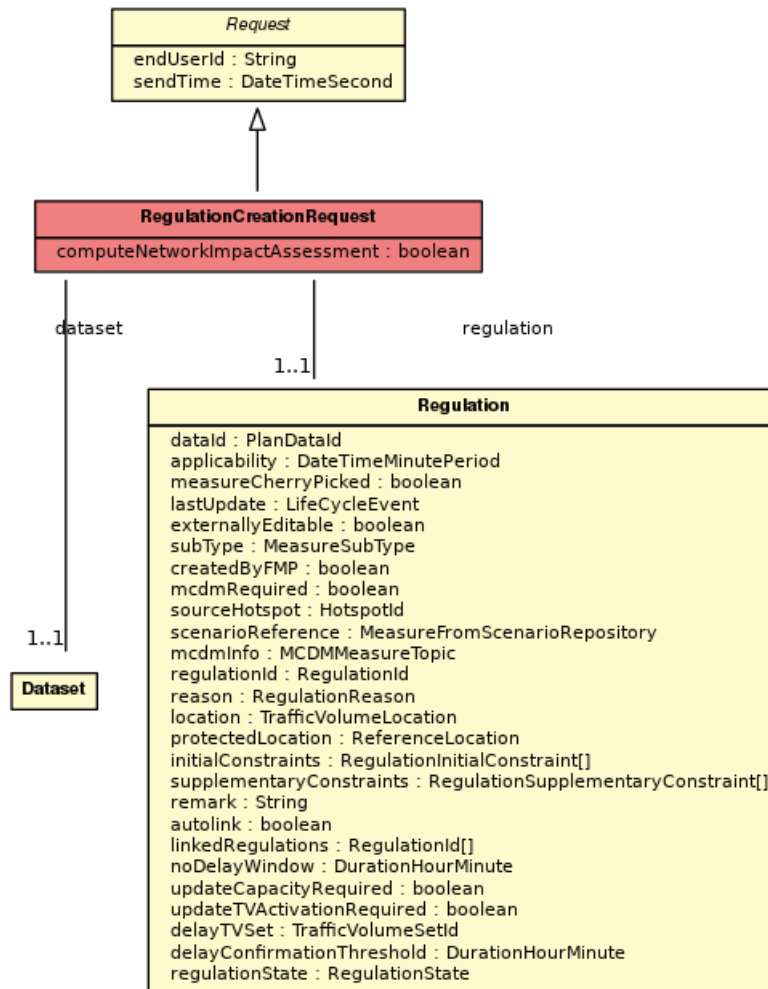 Request
endUserId : String
sendTime : DateTimeSecond
RegulationCreationRequest
computeNetworkImpactAssessment : boolean
dataset
regulation
1..1
Regulation
dataId : PlanDataId
applicability : DateTimeMinutePeriod
measureCherryPicked : boolean
lastUpdate : LifeCycleEvent
externallyEditable : boolean
subType : MeasureSubType
createdByFMP : boolean
mcdmRequired : boolean
sourceHotspot : HotspotId
scenarioReference : MeasureFromScenarioRepository
mcdmInfo : MCDMMeasureTopic
regulationId : RegulationId
reason : RegulationReason
location : TrafficVolumeLocation
protectedLocation : ReferenceLocation
initialConstraints : RegulationInitialConstraint[]
supplementaryConstraints : RegulationSupplementaryConstraint[]
remark : String
autolink : boolean
linkedRegulations : RegulationId[]
noDelayWindow : DurationHourMinute
updateCapacityRequired : boolean
updateTVActivationRequired : boolean
delayTVSet : TrafficVolumeSetId
delayConfirmationThreshold : DurationHourMinute
regulationState : RegulationState
1..1
Dataset